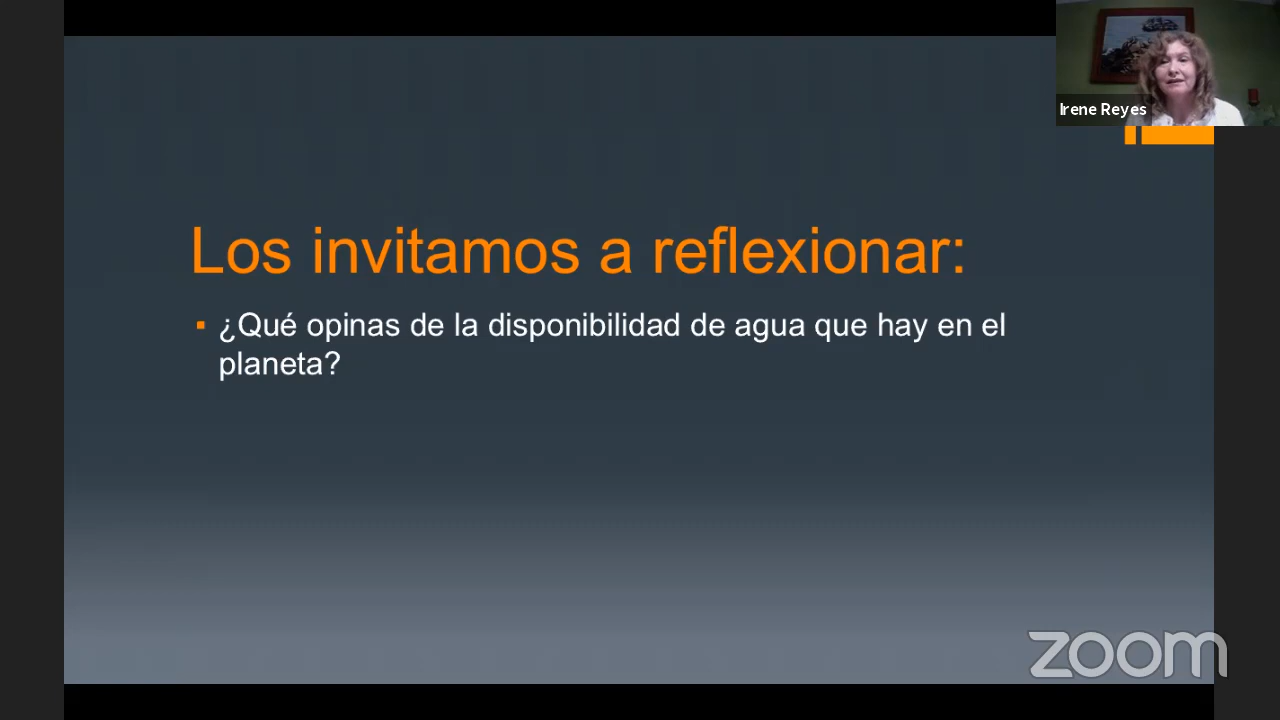 Irene Reyes
Los invitamos a reflexionar:
¿Qué opinas de la disponibilidad de agua que hay en el
planeta?
zoom